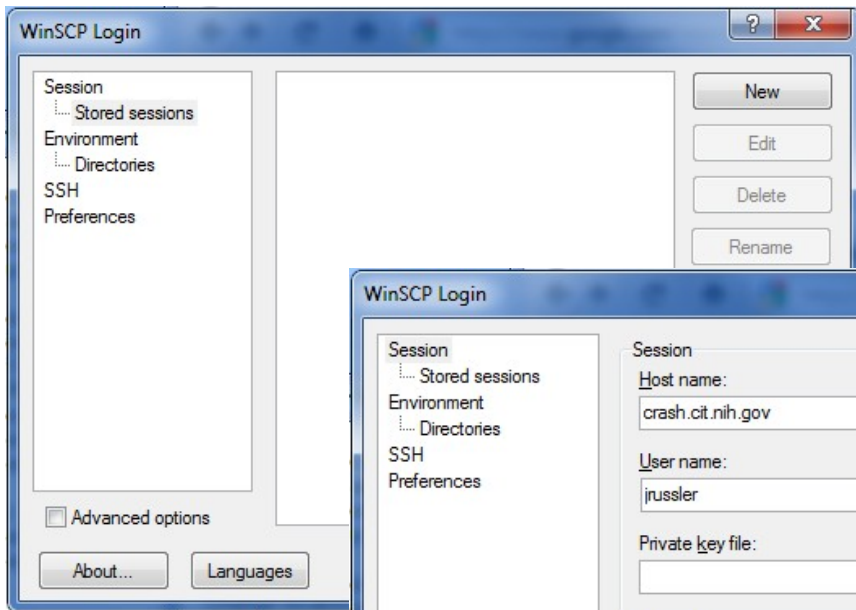 WinSCP Login
Session
Stored sessions
Environment
Directories
SSH
Preferences
Advanced options
About...
Languages
New
Edit
Delete
Rename
WinSCP Login
Session
Stored sessions
Environment
Directories
SSH
Preferences
Session
Host name:
crash.cit.nih.gov
User name:
jrussler
Private key file: